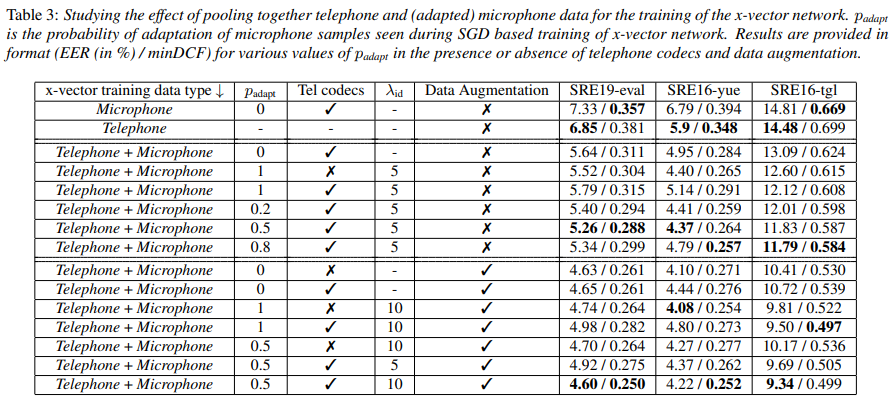 Table 3: Studying the effect of pooling together telephone and (adapted) microphone data for the training of the x-vector network. p_adapt
is the probability of adaptation of microphone samples seen during SGD based training of x-vector network. Results are provided in
format (EER (in %) / minDCF) for various values of p_adapt in the presence or absence of telephone codecs and data augmentation.
x-vector training data type ↓ p_adapt Tel codecs λ_id Data Augmentation SRE19-eval SRE16-yue SRE16-tgl
Microphone 0 ✓ - ✗ 7.33 / 0.357 6.79 / 0.394 14.81 / 0.669
Telephone - - - ✗ 6.85 / 0.381 5.9 / 0.348 14.48 / 0.699
Telephone + Microphone 0 ✓ - ✗ 5.64 / 0.311 4.95 / 0.284 13.09 / 0.624
Telephone + Microphone 1 ✗ 5 ✗ 5.52 / 0.304 4.40 / 0.265 12.60 / 0.615
Telephone + Microphone 1 ✓ 5 ✗ 5.79 / 0.315 5.14 / 0.291 12.12 / 0.608
Telephone + Microphone 0.2 ✓ 5 ✗ 5.40 / 0.294 4.41 / 0.259 12.01 / 0.598
Telephone + Microphone 0.5 ✓ 5 ✗ 5.26 / 0.288 4.37 / 0.264 11.83 / 0.587
Telephone + Microphone 0.8 ✓ 5 ✗ 5.34 / 0.299 4.79 / 0.257 11.79 / 0.584
Telephone + Microphone 0 ✗ - ✓ 4.63 / 0.261 4.10 / 0.271 10.41 / 0.530
Telephone + Microphone 0 ✓ - ✓ 4.65 / 0.261 4.44 / 0.276 10.72 / 0.539
Telephone + Microphone 1 ✗ 10 ✓ 4.74 / 0.264 4.08 / 0.254 9.81 / 0.522
Telephone + Microphone 1 ✓ 10 ✓ 4.98 / 0.282 4.80 / 0.273 9.50 / 0.497
Telephone + Microphone 0.5 ✗ 10 ✓ 4.70 / 0.264 4.27 / 0.277 10.17 / 0.536
Telephone + Microphone 0.5 ✓ 5 ✓ 4.92 / 0.275 4.37 / 0.262 9.69 / 0.505
Telephone + Microphone 0.5 ✓ 10 ✓ 4.60 / 0.250 4.22 / 0.252 9.34 / 0.499